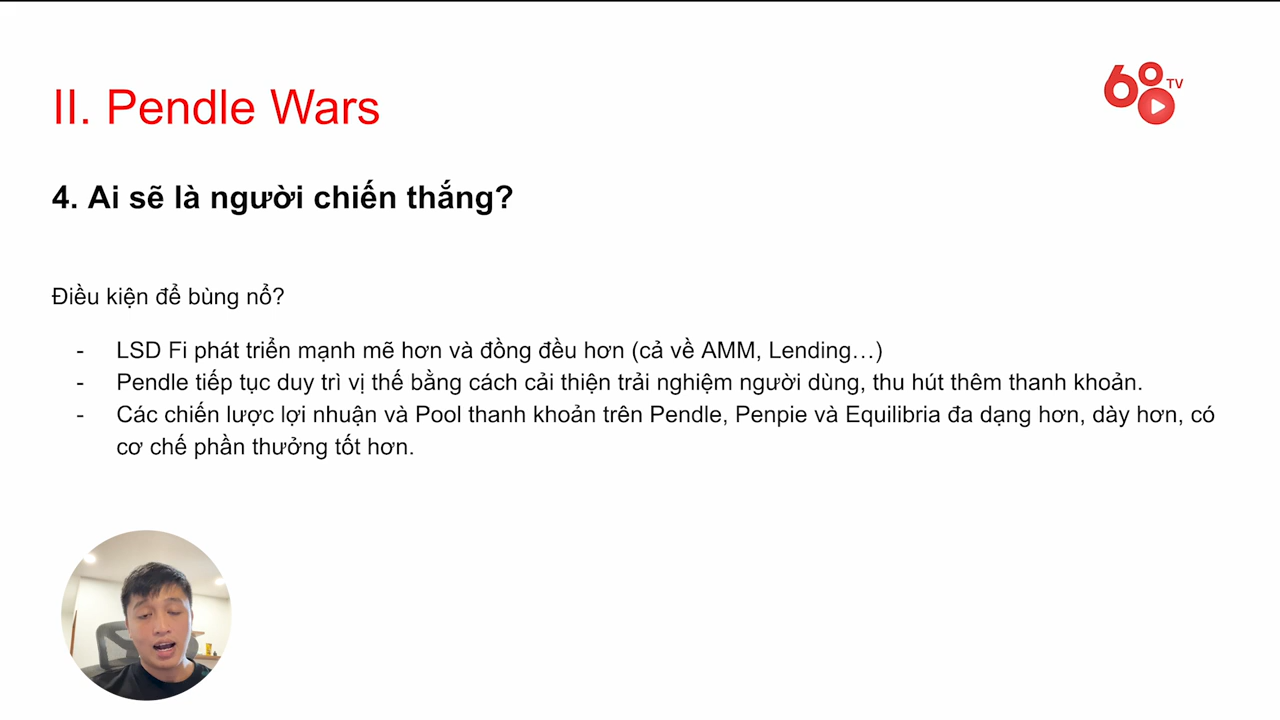 68 TV
II. Pendle Wars
4. Ai sẽ là người chiến thắng?
Điều kiện để bùng nổ?
- LSD Fi phát triển mạnh mẽ hơn và đồng đều hơn (cả về AMM, Lending…)
- Pendle tiếp tục duy trì vị thế bằng cách cải thiện trải nghiệm người dùng, thu hút thêm thanh khoản.
- Các chiến lược lợi nhuận và Pool thanh khoản trên Pendle, Penpie và Equilibria đa dạng hơn, dày hơn, có
cơ chế phần thưởng tốt hơn.